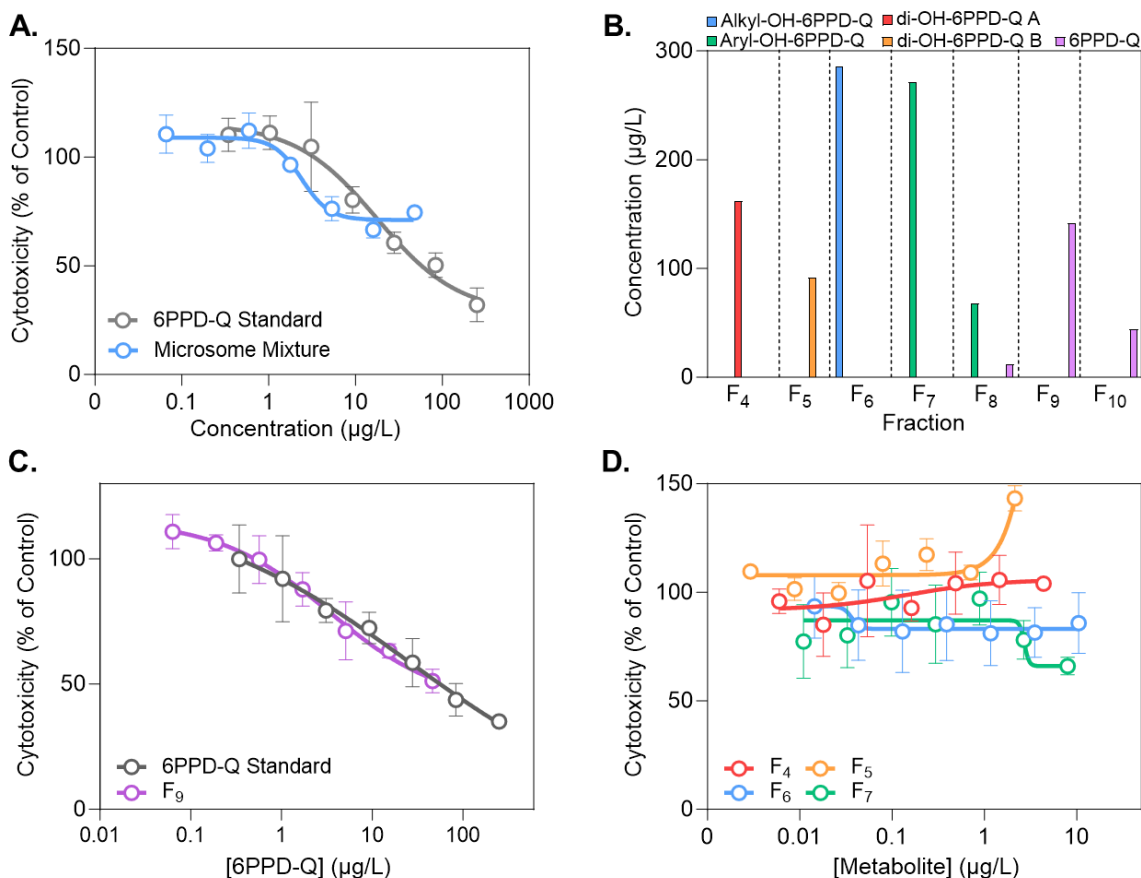 A.
Cytotoxicity (% of Control)
100
50
0
6PPD-Q Standard
Microsome Mixture
0 0.1 1 10 100 1000
Concentration (µg/L)
B.
Alkyl-OH-6PPD-Q di-OH-6PPD-Q A
Aryl-OH-6PPD-Q di-OH-6PPD-Q B 6PPD-Q
Concentration (µg/L)
300
200
100
0
F4 F5 F6 F7 F8 F9 F10
Fraction
C.
Cytotoxicity (% of Control)
100
50
0
6PPD-Q Standard
F9
0.01 0.1 1 10 100
[6PPD-Q] (µg/L)
D.
Cytotoxicity (% of Control)
150
100
50
0
F4 F5
F6 F7
0 0.01 0.1 1 10
[Metabolite] (µg/L)